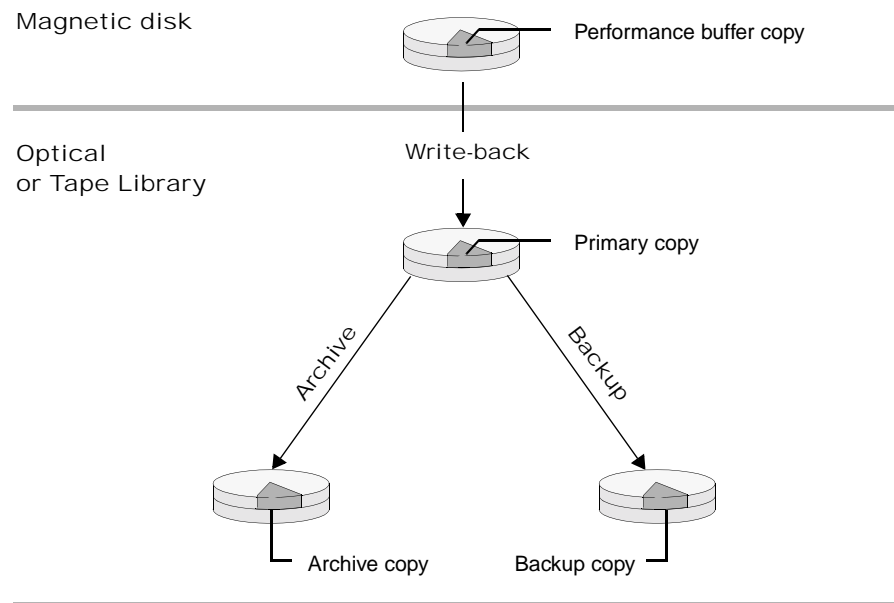 Magnetic disk
Performance buffer copy
Optical
or Tape Library
Write-back
Primary copy
Archive
Backup
Archive copy
Backup copy